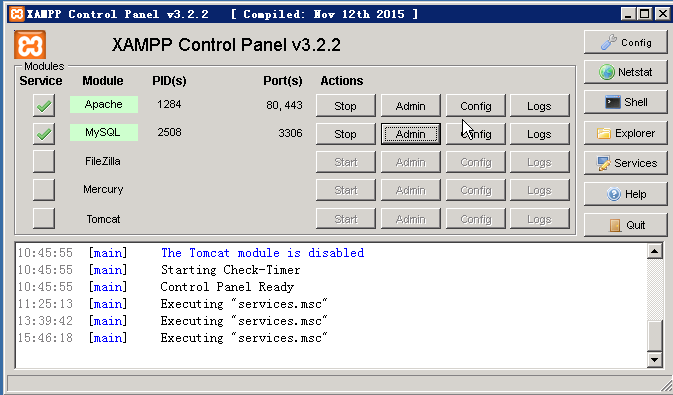 XAMPP Control Panel v3.2.2 [ Compiled: Nov 12th 2015 ]
XAMPP Control Panel v3.2.2
Config
Modules
Service Module PID(s) Port(s) Actions
Netstat
Apache 1284 80, 443 Stop Admin Config Logs
Shell
MySQL 2508 3306 Stop Admin Config Logs
Explorer
FileZilla Start Admin Config Logs
Services
Mercury Start Admin Config Logs
Help
Tomcat Start Admin Config Logs
Quit
10:45:55 [main] The Tomcat module is disabled
10:45:55 [main] Starting Check-Timer
10:45:55 [main] Control Panel Ready
11:25:13 [main] Executing "services.msc"
13:39:42 [main] Executing "services.msc"
15:46:18 [main] Executing "services.msc"